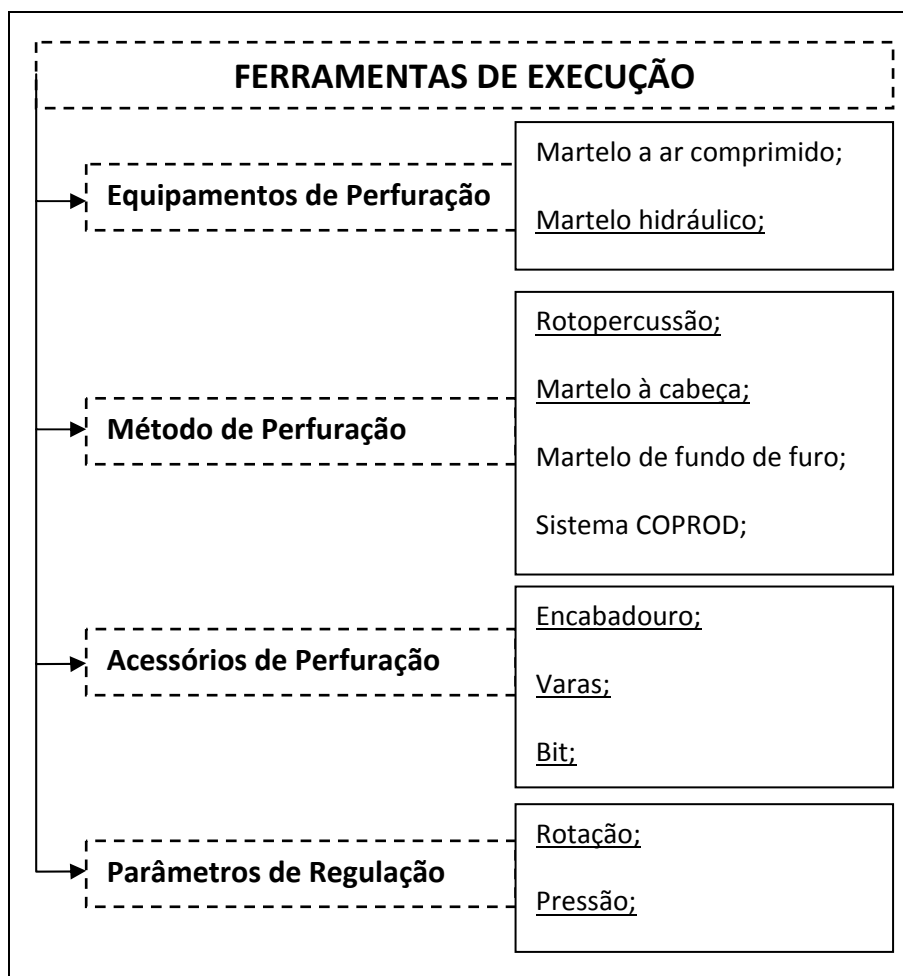 FERRAMENTAS DE EXECUÇÃO
Equipamentos de Perfuração
Martelo a ar comprimido;
Martelo hidráulico;
Método de Perfuração
Rotopercussão;
Martelo à cabeça;
Martelo de fundo de furo;
Sistema COPROD;
Acessórios de Perfuração
Encabadouro;
Varas;
Bit;
Parâmetros de Regulação
Rotação;
Pressão;